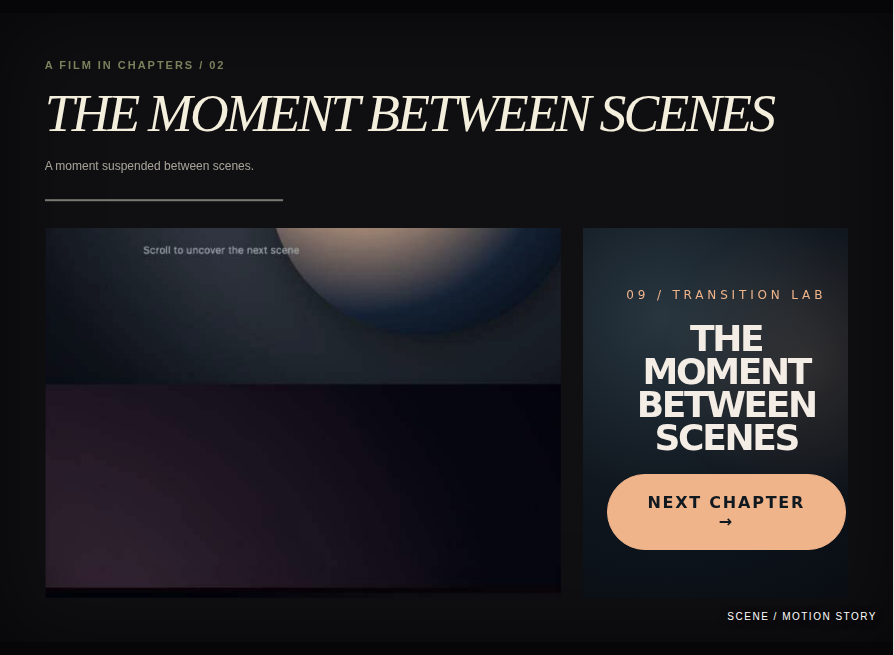 A FILM IN CHAPTERS / 02
THE MOMENT BETWEEN SCENES
A moment suspended between scenes.
Scroll to uncover the next scene
09 / TRANSITION LAB
THE
MOMENT
BETWEEN
SCENES
NEXT CHAPTER
→
SCENE / MOTION STORY